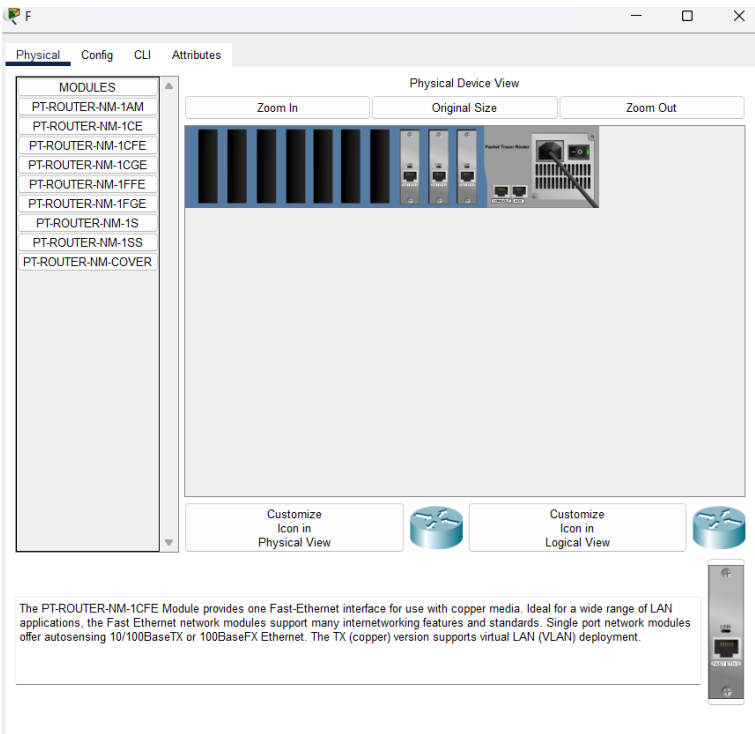 F
Physical Config CLI Attributes
MODULES
PT-ROUTER-NM-1AM
PT-ROUTER-NM-1CE
PT-ROUTER-NM-1CFE
PT-ROUTER-NM-1CGE
PT-ROUTER-NM-1FFE
PT-ROUTER-NM-1FGE
PT-ROUTER-NM-1S
PT-ROUTER-NM-1SS
PT-ROUTER-NM-COVER
Physical Device View
Zoom In Original Size Zoom Out
Packet Tracer Router
CONSOLE AUX
Customize
Icon in
Physical View
Customize
Icon in
Logical View
The PT-ROUTER-NM-1CFE Module provides one Fast-Ethernet interface for use with copper media. Ideal for a wide range of LAN
applications, the Fast Ethernet network modules support many internetworking features and standards. Single port network modules
offer autosensing 10/100BaseTX or 100BaseFX Ethernet. The TX (copper) version supports virtual LAN (VLAN) deployment.
LINK
FAST ETH 0